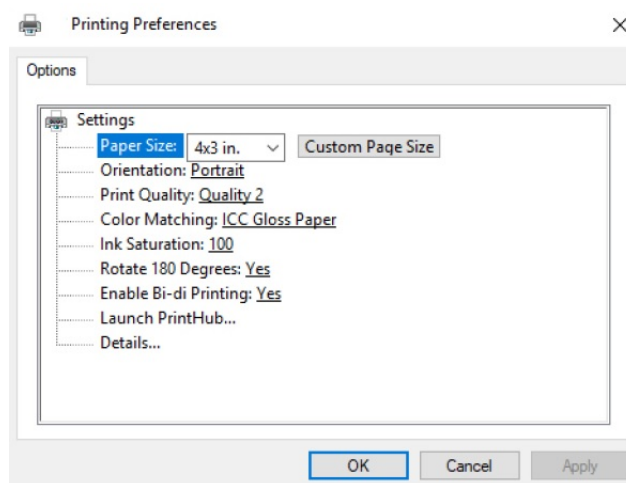 Printing Preferences
Options
Settings
Paper Size: 4x3 in. Custom Page Size
Orientation: Portrait
Print Quality: Quality 2
Color Matching: ICC Gloss Paper
Ink Saturation: 100
Rotate 180 Degrees: Yes
Enable Bi-di Printing: Yes
Launch PrintHub...
Details...
OK Cancel Apply